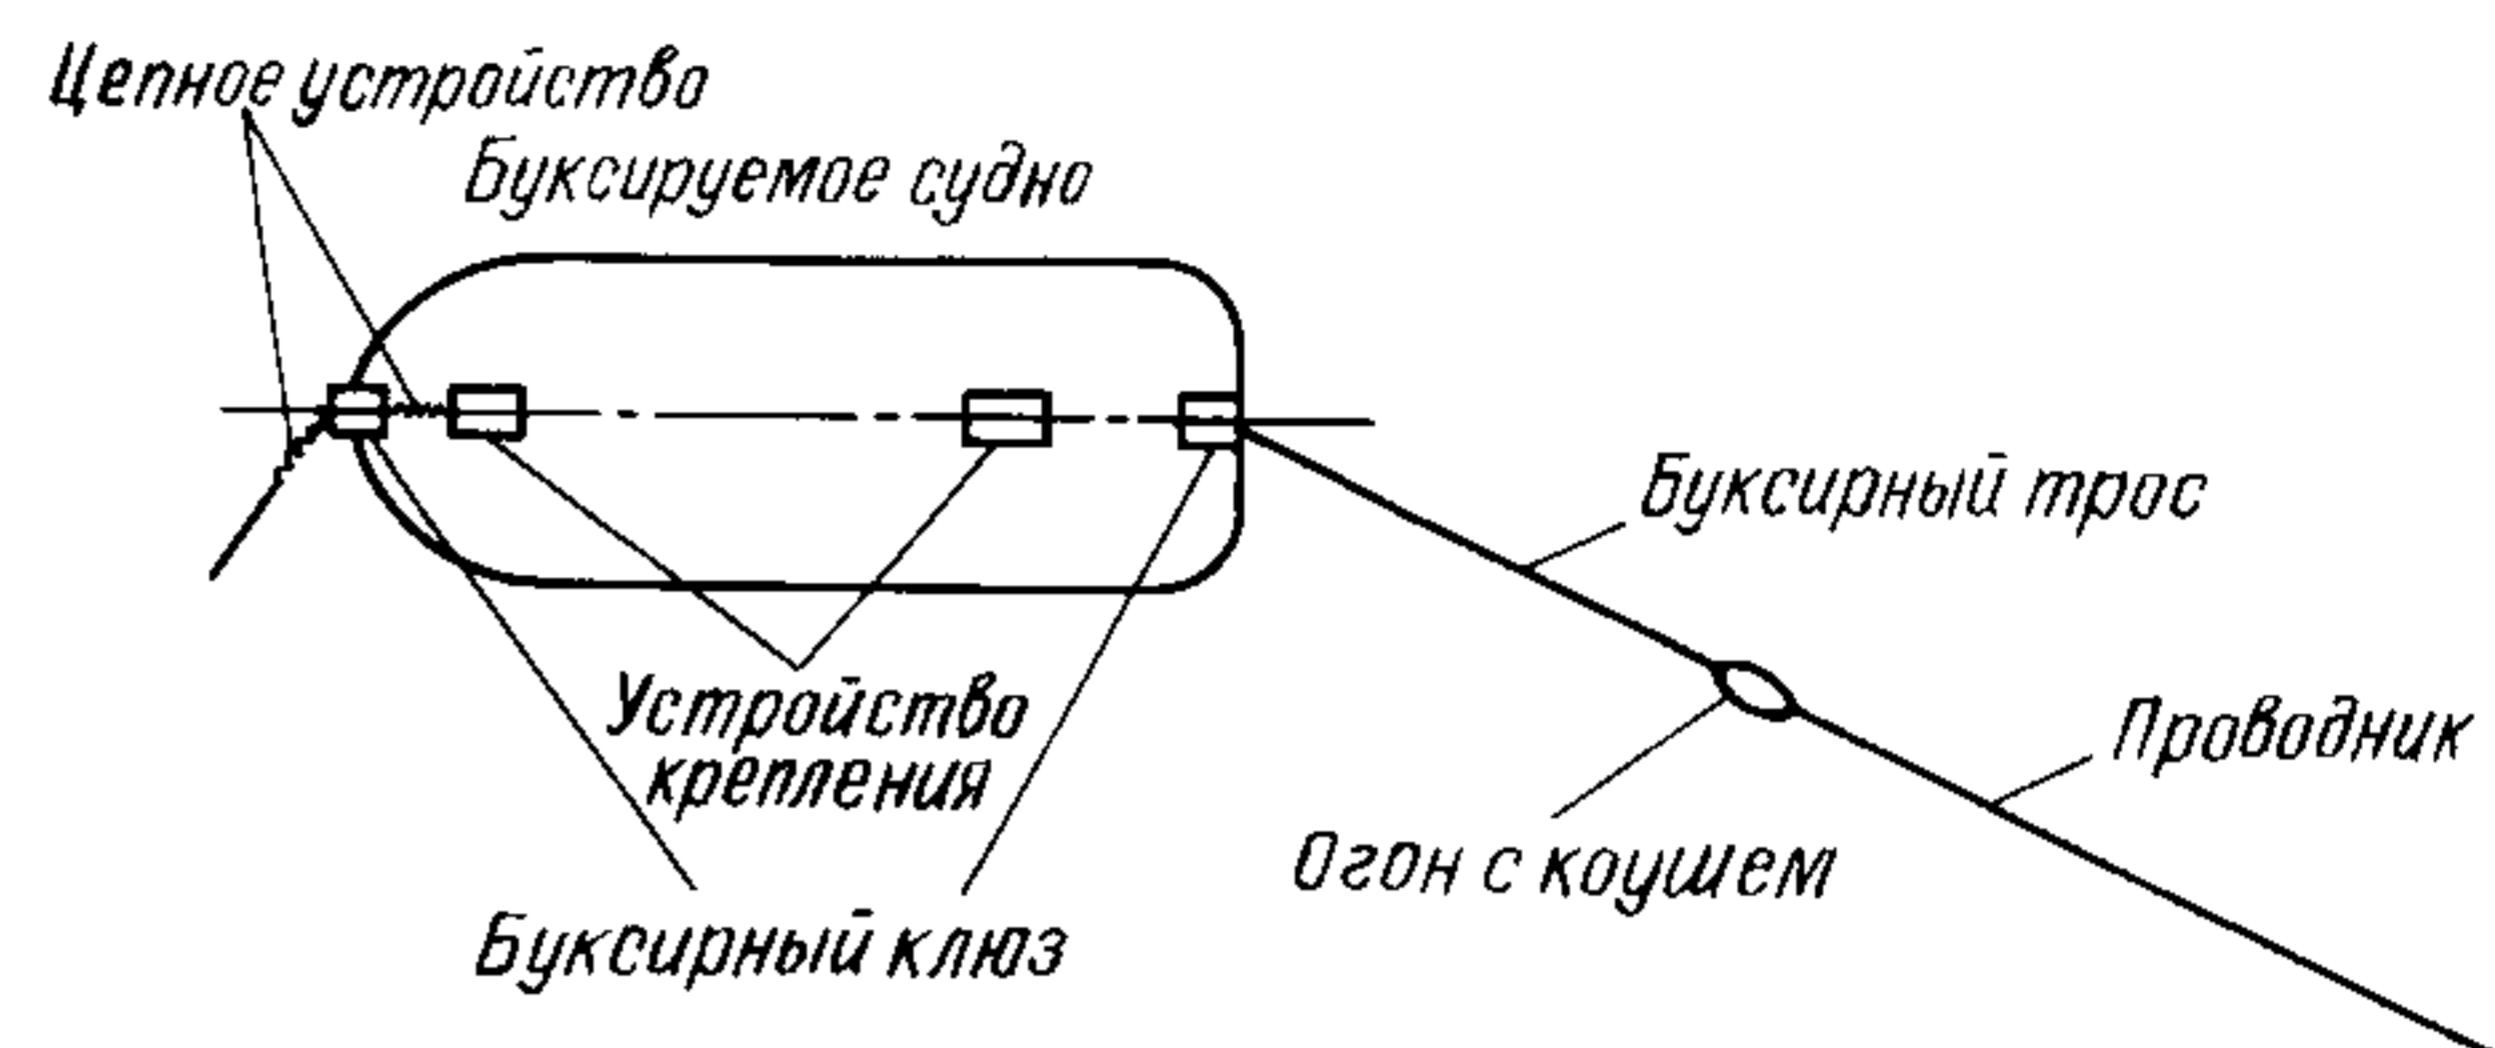 Цепное устройство
Буксируемое судно
Буксирный трос
Устройство
крепления
Проводник
Огон с коушем
Буксирный клюз